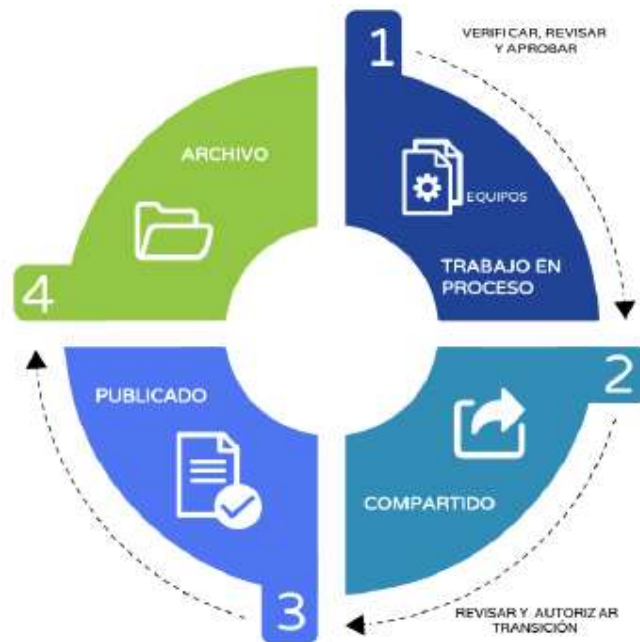 1
VERIFICAR, REVISAR
Y APROBAR
EQUIPOS
TRABAJO EN
PROCESO
2
COMPARTIDO
REVISAR Y AUTORIZAR
TRANSICIÓN
3
PUBLICADO
4
ARCHIVO